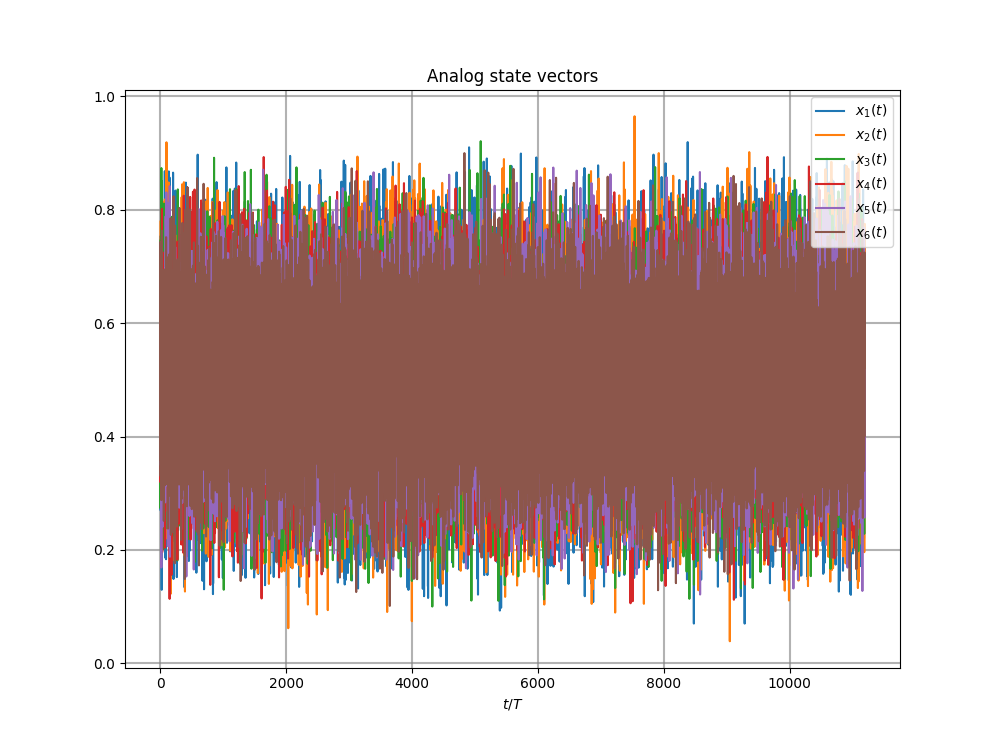 Analog state vectors
1.0
0.8
0.6
0.4
0.2
0.0
x₁(t)
x₂(t)
x₃(t)
x₄(t)
x₅(t)
x₆(t)
0 2000 4000 6000 8000 10000
t/T